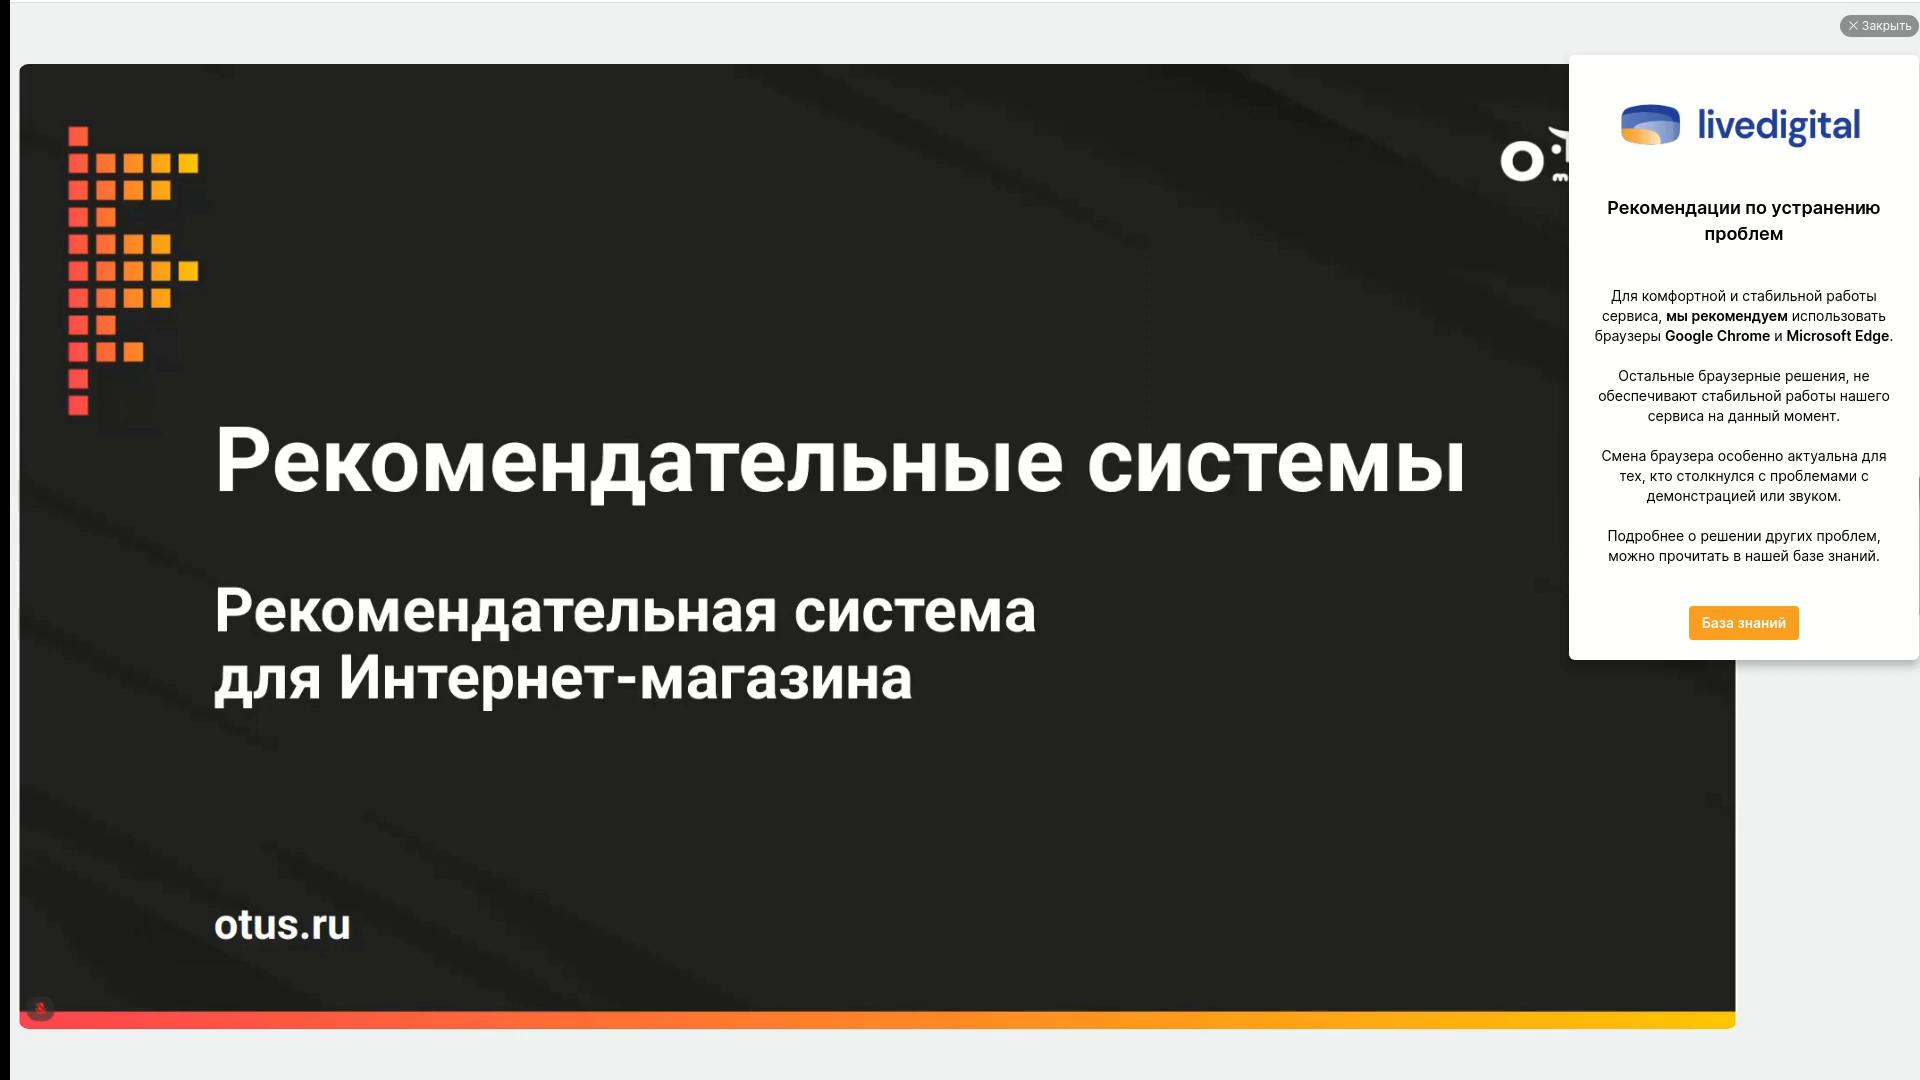 Закрыть
livedigital
Рекомендации по устранению
проблем
Для комфортной и стабильной работы
сервиса, мы рекомендуем использовать
браузеры Google Chrome и Microsoft Edge.
Остальные браузерные решения, не
обеспечивают стабильной работы нашего
сервиса на данный момент.
Смена браузера особенно актуальна для
тех, кто столкнулся с проблемами с
демонстрацией или звуком.
Подробнее о решении других проблем,
можно прочитать в нашей базе знаний.
База знаний
Рекомендательные системы
Рекомендательная система
для Интернет-магазина
otus.ru